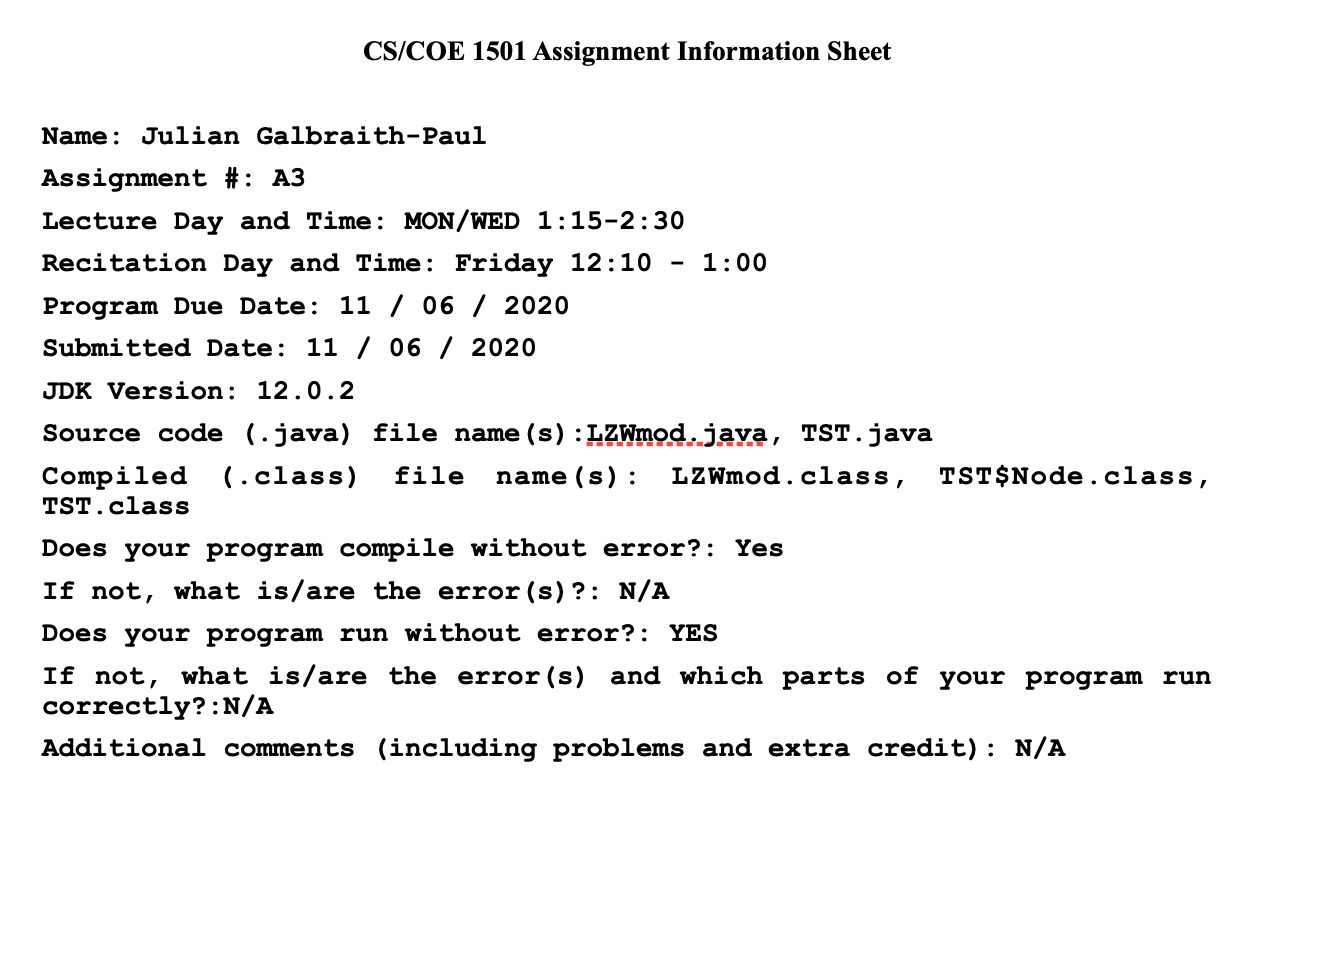 CS/COE 1501 Assignment Information Sheet
Name: Julian Galbraith-Paul
Assignment #: A3
Lecture Day and Time: MON/WED 1:15-2:30
Recitation Day and Time: Friday 12:10 - 1:00
Program Due Date: 11 / 06 / 2020
Submitted Date: 11 / 06 / 2020
JDK Version: 12.0.2
Source code (.java) file name(s):LZWmod.java, TST.java
Compiled (.class) file name(s): LZWmod.class, TST$Node.class,
TST.class
Does your program compile without error?: Yes
If not, what is/are the error(s)?: N/A
Does your program run without error?: YES
If not, what is/are the error(s) and which parts of your program run
correctly?:N/A
Additional comments (including problems and extra credit): N/A